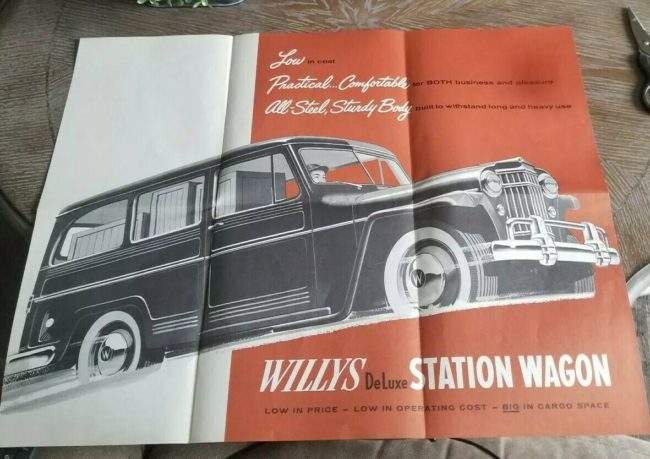 Low in cost
Practical... Comfortable for BOTH business and pleasure
All-Steel, Sturdy Body built to withstand long and heavy use
WILLYS DeLuxe STATION WAGON
LOW IN PRICE – LOW IN OPERATING COST – BIG IN CARGO SPACE